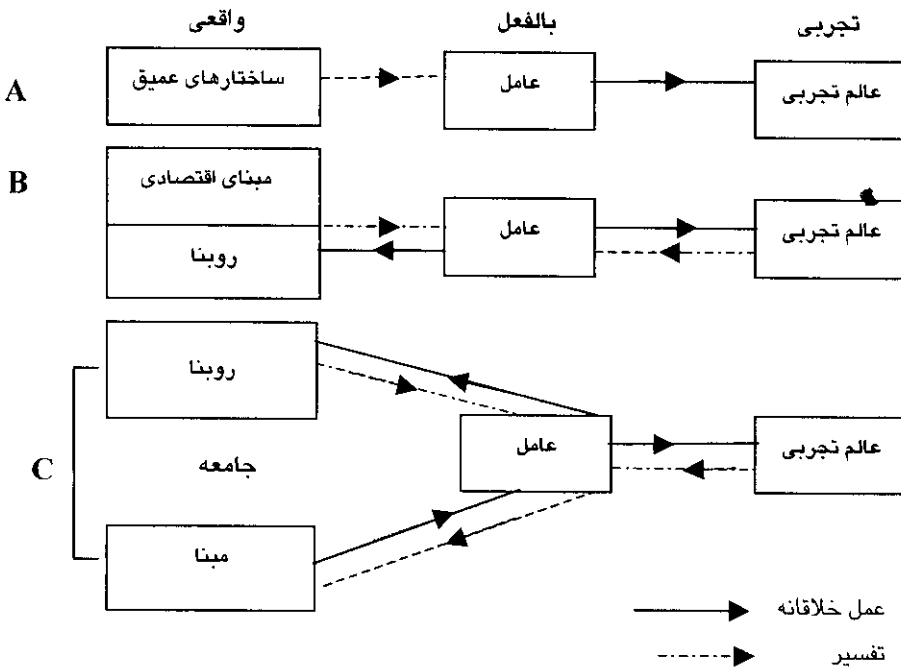 واقعی
بالفعل
تجربی
A
ساختارهای عمیق
عامل
عالم تجربی
B
مبنای اقتصادی
روبنا
عامل
عالم تجربی
C
روبنا
جامعه
مبنا
عامل
عالم تجربی
عمل خلاقانه
تفسیر